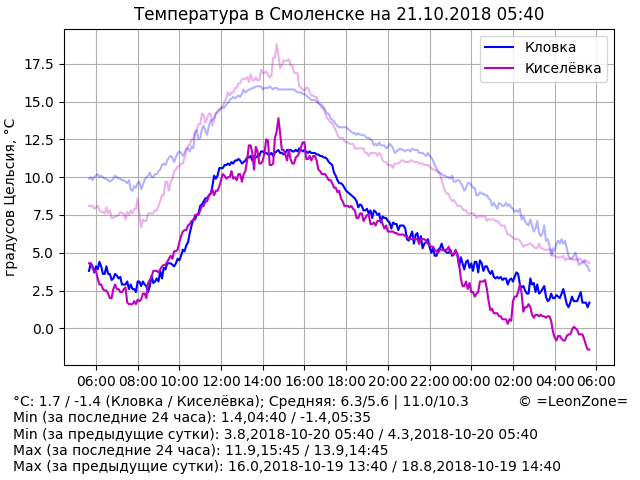 Температура в Смоленске на 21.10.2018 05:40
Кловка
Киселёвка
градусов Цельсия, °C
17.5
15.0
12.5
10.0
7.5
5.0
2.5
0.0
06:00 08:00 10:00 12:00 14:00 16:00 18:00 20:00 22:00 00:00 02:00 04:00 06:00
°C: 1.7 / -1.4 (Кловка / Киселёвка); Средняя: 6.3/5.6 | 11.0/10.3 © =LeonZone=
Min (за последние 24 часа): 1.4,04:40 / -1.4,05:35
Min (за предыдущие сутки): 3.8,2018-10-20 05:40 / 4.3,2018-10-20 05:40
Max (за последние 24 часа): 11.9,15:45 / 13.9,14:45
Max (за предыдущие сутки): 16.0,2018-10-19 13:40 / 18.8,2018-10-19 14:40